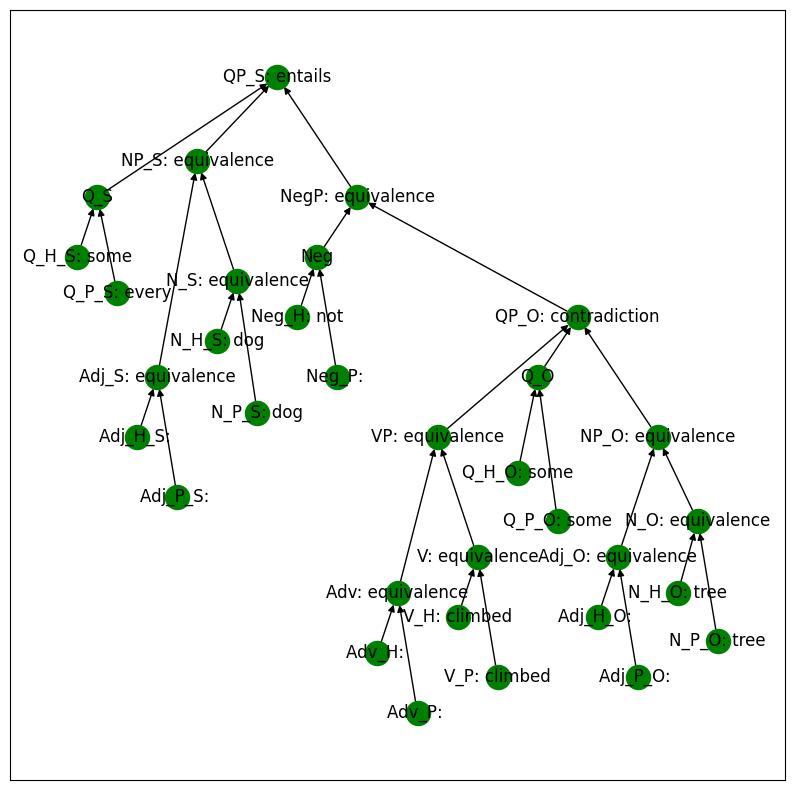 QP_S: entails
NP_S: equivalence
Q_S
NegP: equivalence
Q_H_S: some
Neg
N_S: equivalence
Q_P_S: every
Neg_H: not
QP_O: contradiction
N_H_S: dog
Adj_S: equivalence
Neg_P:
Q_O
N_P_S: dog
Adj_H_S:
VP: equivalence
NP_O: equivalence
Q_H_O: some
Adj_P_S:
Q_P_O: some
N_O: equivalence
V: equivalence
Adj_O: equivalence
Adv: equivalence
N_H_O: tree
V_H: climbed
Adj_H_O:
N_P_O: tree
Adv_H:
V_P: climbed
Adj_P_O:
Adv_P: